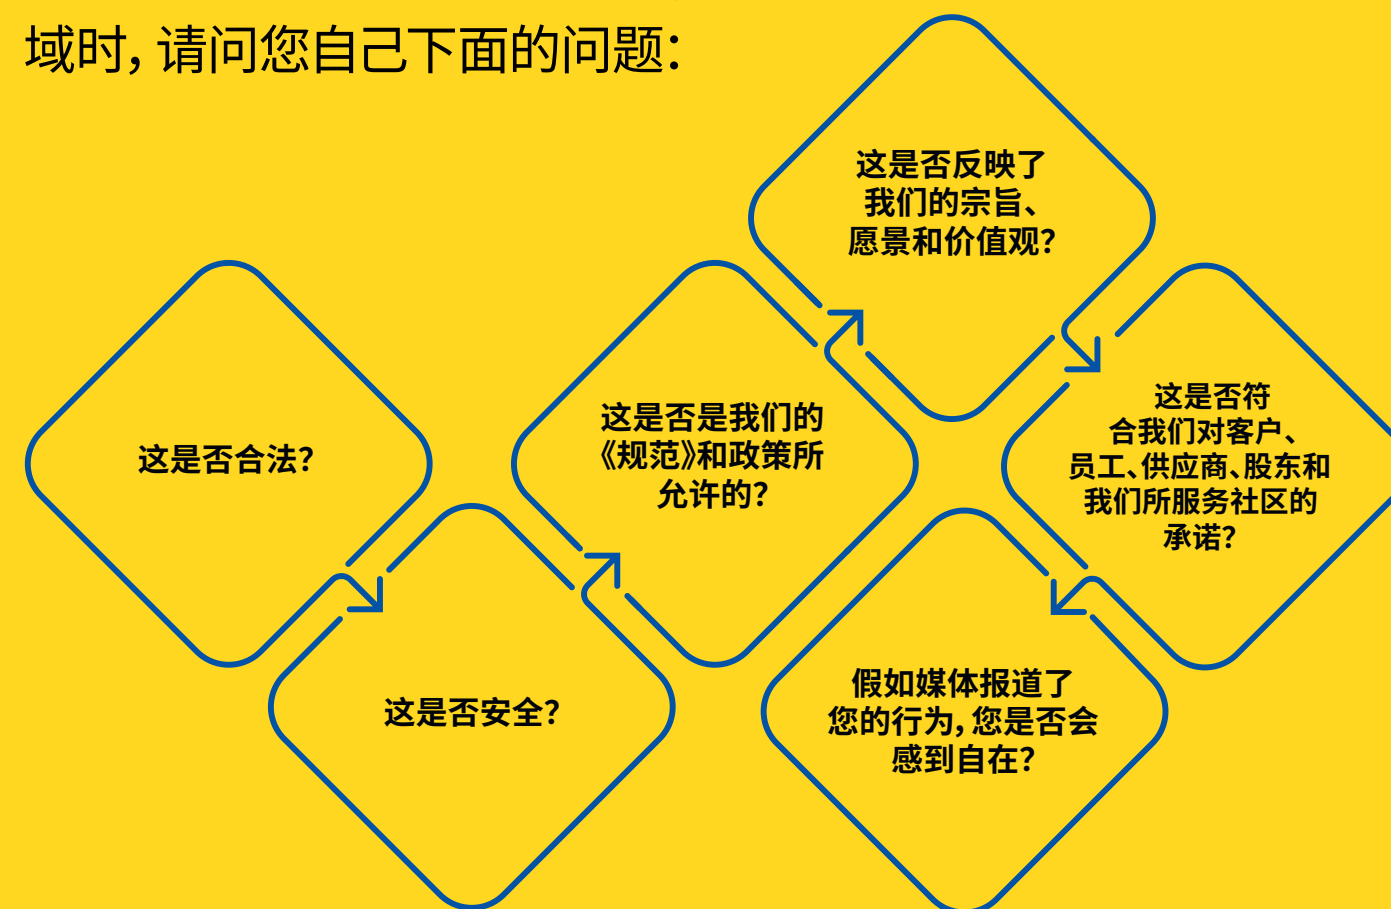 域时，请问您自己下面的问题：
这是否合法？
这是否安全？
这是否是我们的
《规范》和政策所
允许的？
这是否反映了
我们的宗旨、
愿景和价值观？
这是否符
合我们对客户、
员工、供应商、股东和
我们所服务社区的
承诺？
假如媒体报道了
您的行为，您是否会
感到自在？